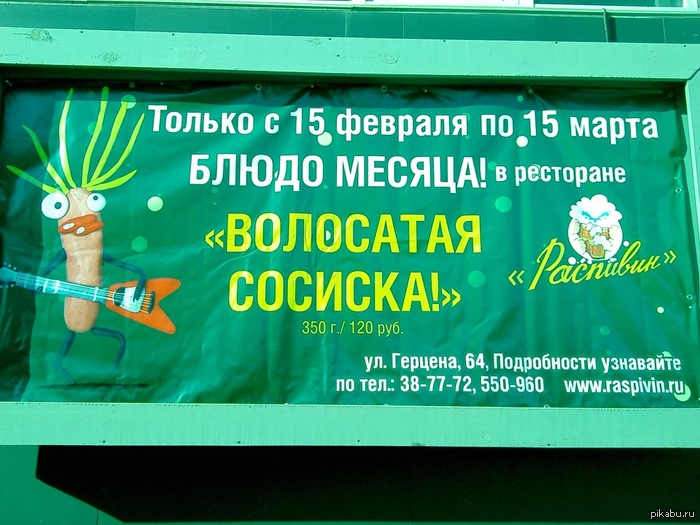 Только с 15 февраля по 15 марта
БЛЮДО МЕСЯЦА! в ресторане
«ВОЛОСАТАЯ
СОСИСКА!»
«Распивин»
350 г./ 120 руб.
ул. Герцена, 64, Подробности узнавайте
по тел.: 38-77-72, 550-960 www.raspivin.ru
pikabu.ru